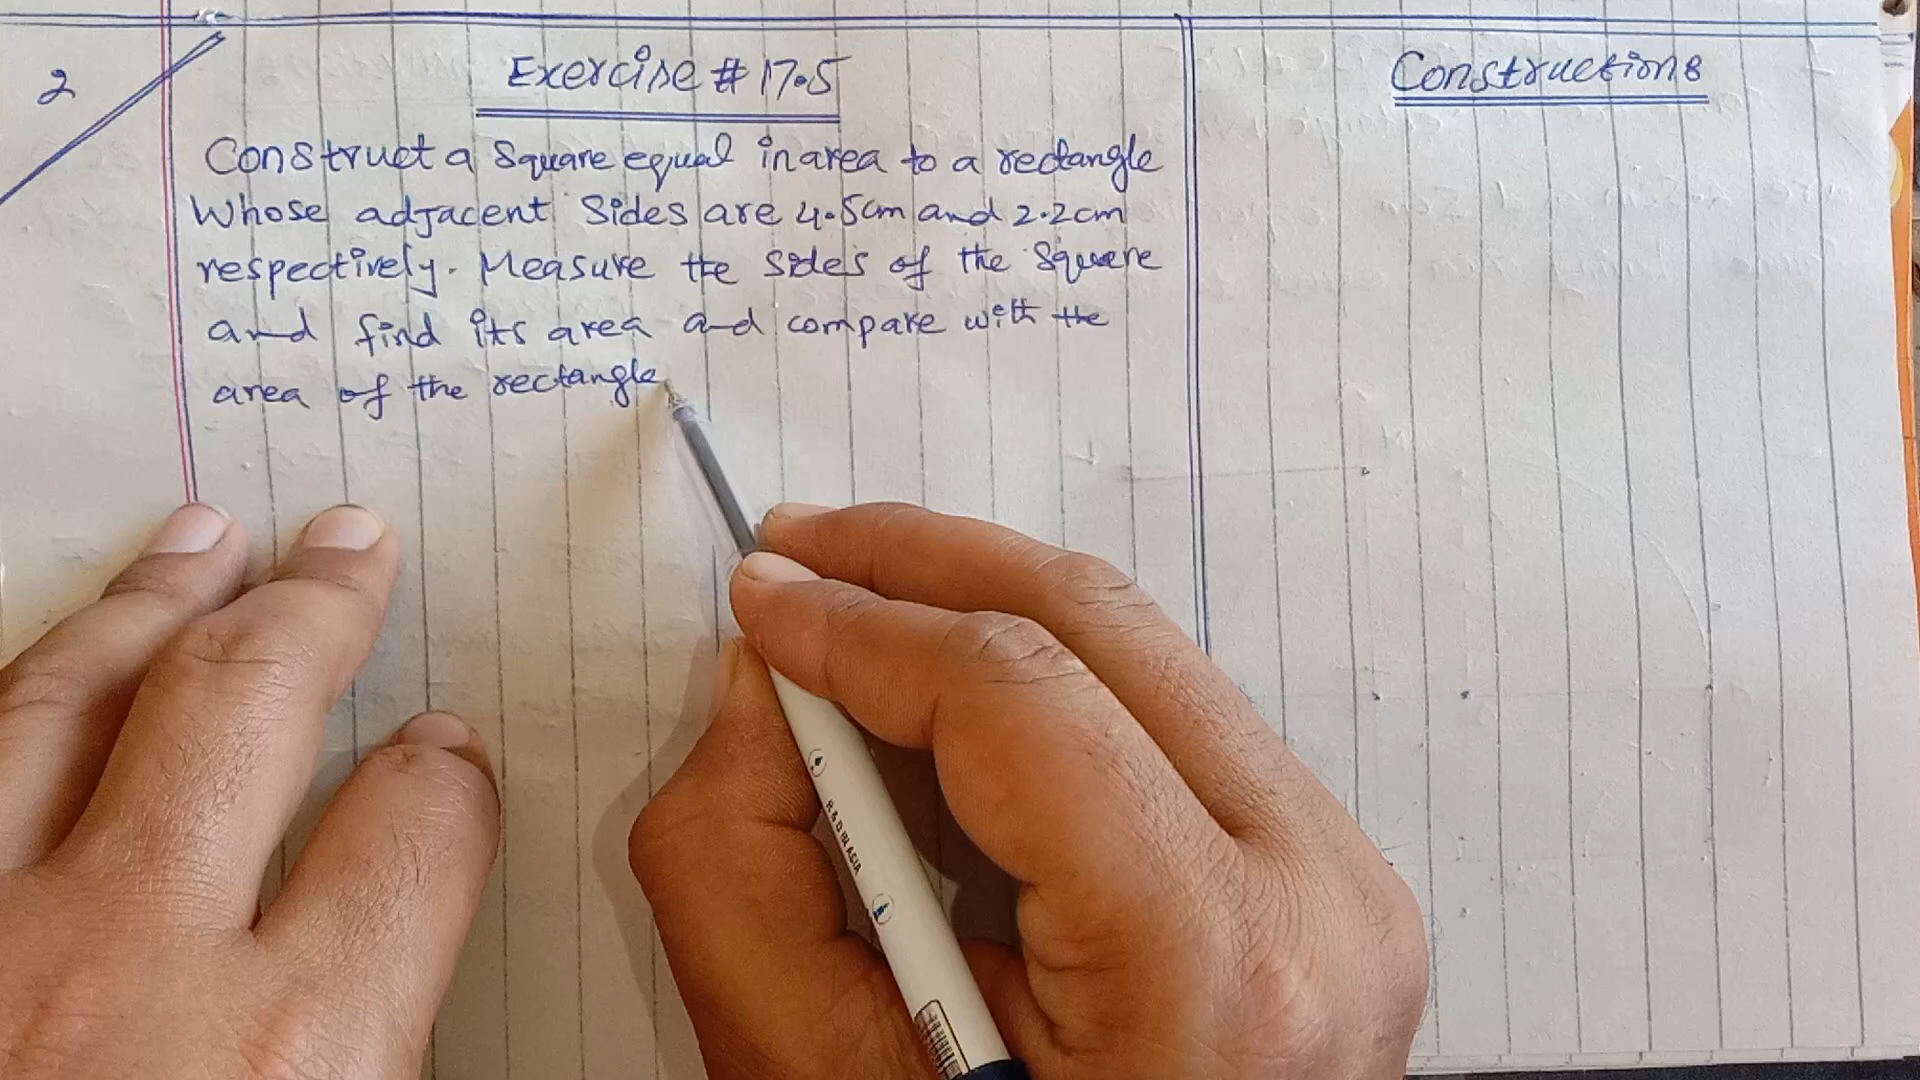 2
Exercise # 17.5
Construct a Square equal in area to a rectangle
Whose adjacent Sides are 4.5cm and 2.2cm
respectively. Measure the sides of the Square
and find its area and compare with the
area of the rectangle.
Constructions
R & D IN ASIA